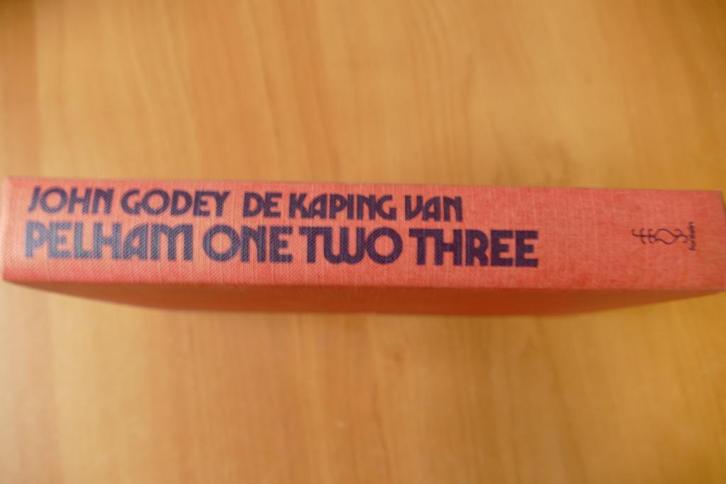 JOHN GODEY DE KAPING VAN
PELHAM ONE TWO THREE